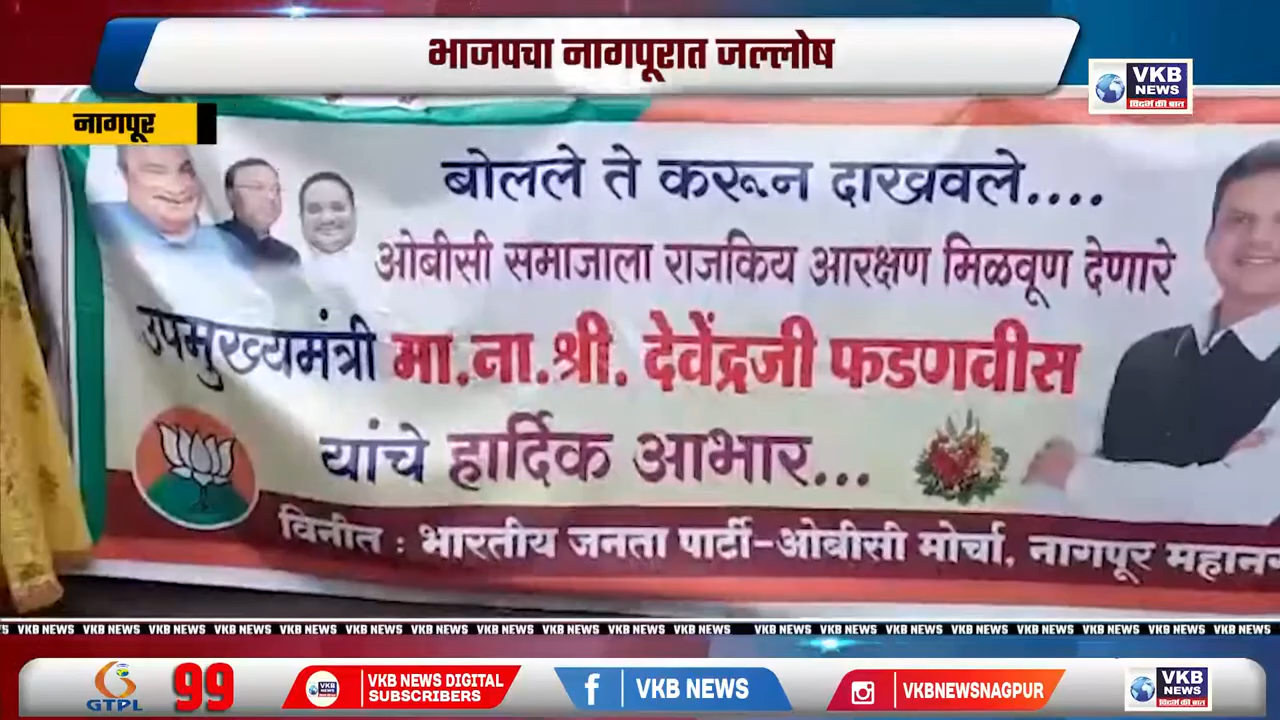 भाजपचा नागपूरात जल्लोष
VKB NEWS
विदर्भ की बात
नागपूर
बोलले ते करून दाखवले....
ओबीसी समाजाला राजकिय आरक्षण मिळवूण देणारे
उपमुख्यमंत्री मा.ना.श्री. देवेंद्रजी फडणवीस
यांचे हार्दिक आभार...
विनीत : भारतीय जनता पार्टी-ओबीसी मोर्चा, नागपूर
VKB NEWS VKB NEWS VKB NEWS VKB NEWS VKB NEWS VKB NEWS VKB NEWS VKB NEWS VKB NEWS VKB NEWS VKB NEWS VKB NEWS VKB NEWS VKB NEWS VKB NEWS VKB NEWS VKB NEWS VKB NEWS VKB NEWS
GTPL 99 VKB NEWS DIGITAL SUBSCRIBERS VKB NEWS VKBNEWSNAGPUR VKB NEWS विदर्भ की बात